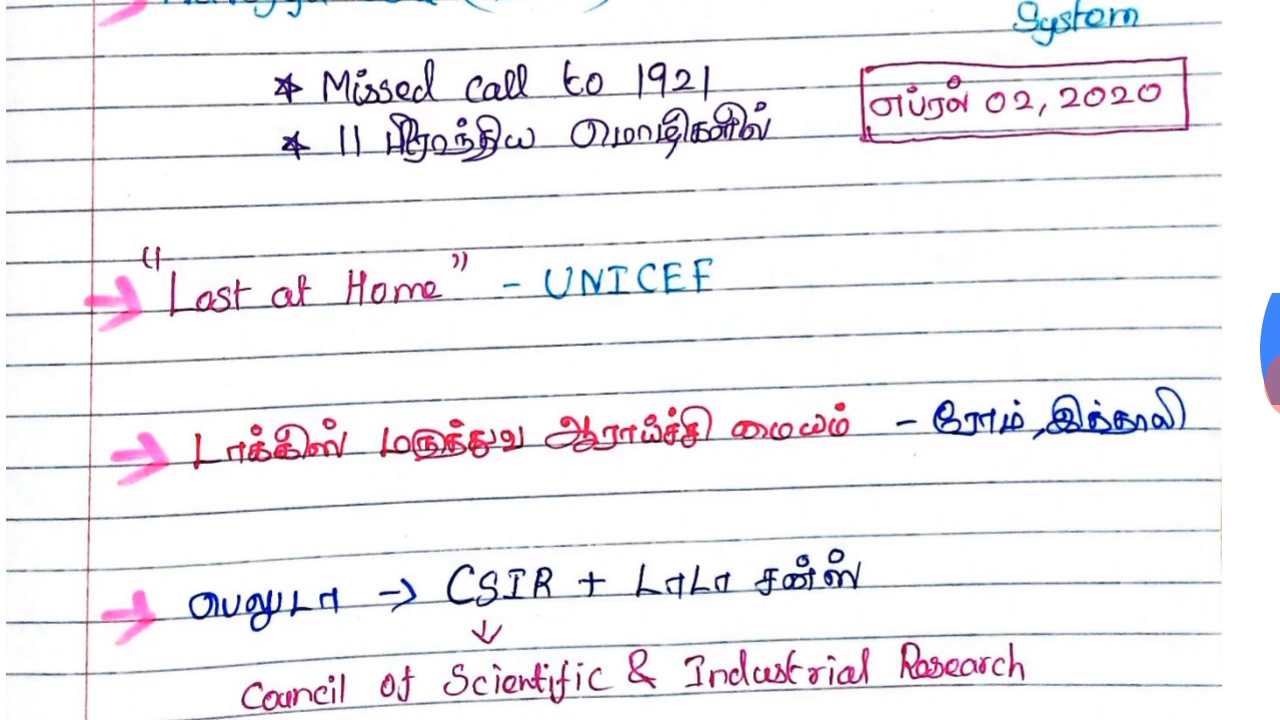 System
* Missed call to 1921
ஏப்ரல் 02, 2020
* 11 பிராந்திய மொழிகளில்
→ "Lost at Home" - UNICEF
→ டாக்கிஸ் மருத்துவ ஆராய்ச்சி மையம் - ரோம், இத்தாலி
→ பெலுடா → CSIR + டாடா சன்ஸ்
↓
Council of Scientific & Industrial Research